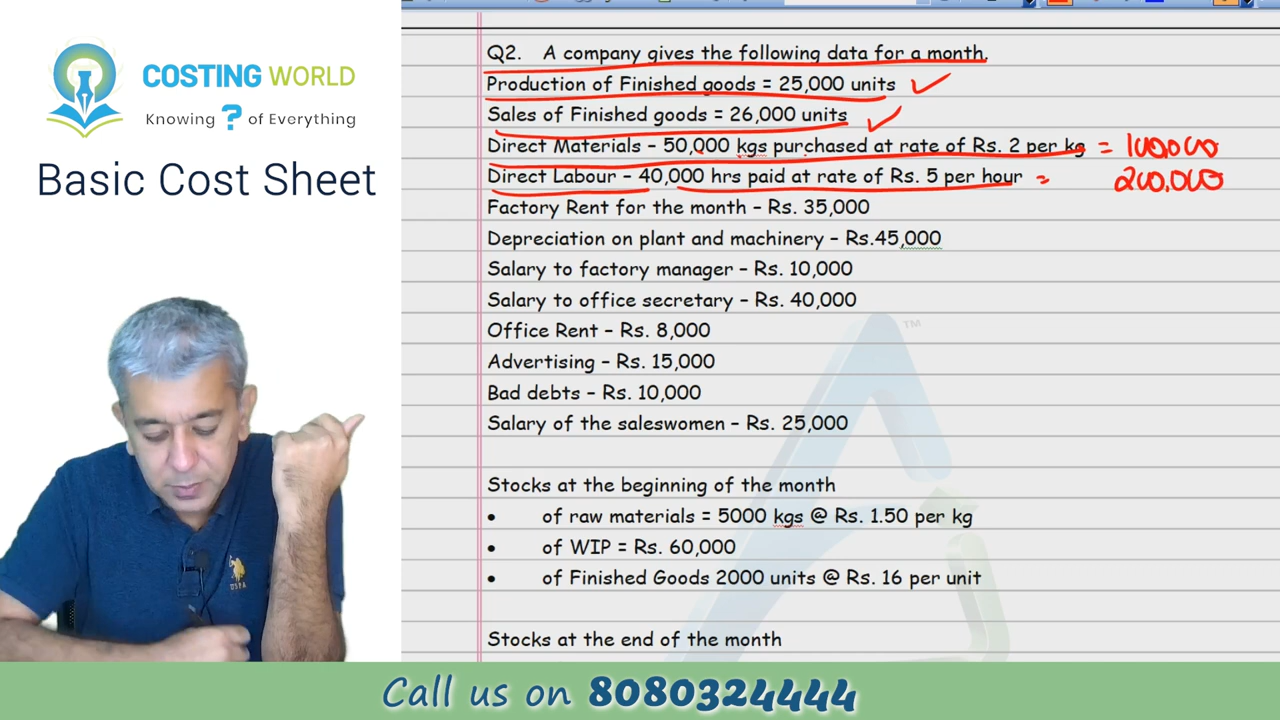 COSTING WORLD
Knowing ? of Everything
Basic Cost Sheet
Q2. A company gives the following data for a month.
Production of Finished goods = 25,000 units
Sales of Finished goods = 26,000 units
Direct Materials – 50,000 kgs purchased at rate of Rs. 2 per kg = 100,000
Direct Labour – 40,000 hrs paid at rate of Rs. 5 per hour = 200,000
Factory Rent for the month – Rs. 35,000
Depreciation on plant and machinery – Rs.45,000
Salary to factory manager – Rs. 10,000
Salary to office secretary – Rs. 40,000
Office Rent – Rs. 8,000
Advertising – Rs. 15,000
Bad debts – Rs. 10,000
Salary of the saleswomen – Rs. 25,000
Stocks at the beginning of the month
• of raw materials = 5000 kgs @ Rs. 1.50 per kg
• of WIP = Rs. 60,000
• of Finished Goods 2000 units @ Rs. 16 per unit
Stocks at the end of the month
TM
USPA
Call us on 8080324444